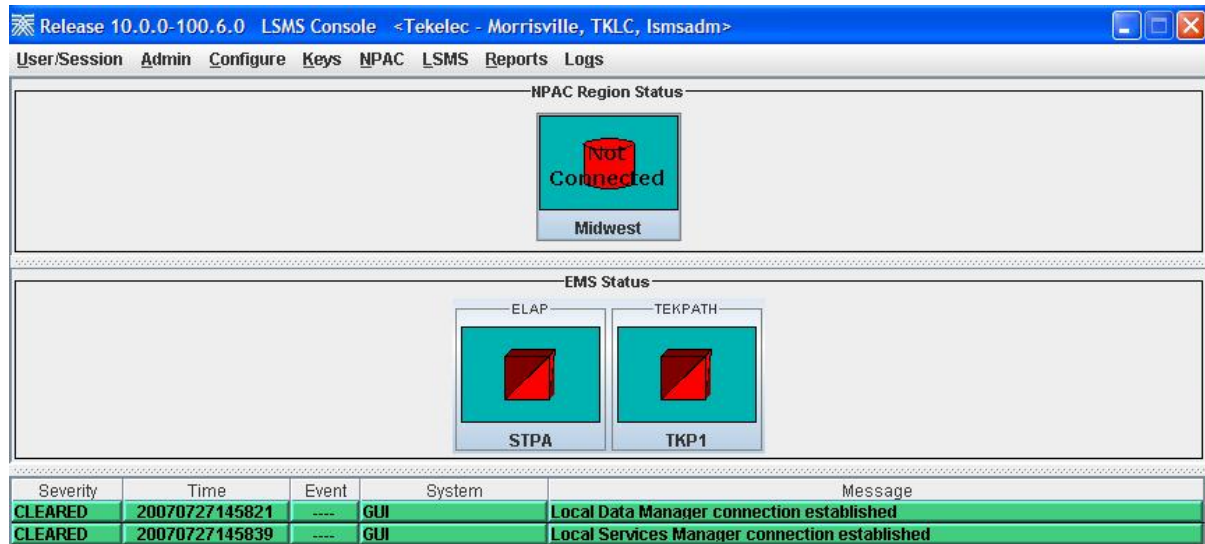 Release 10.0.0-100.6.0 LSMS Console <Tekelec - Morrisville, TKLC, lsmsadm>
User/Session Admin Configure Keys NPAC LSMS Reports Logs
NPAC Region Status
Not
Connected
Midwest
EMS Status
ELAP TEKPATH
STPA TKP1
Severity Time Event System Message
CLEARED 20070727145821 ---- GUI Local Data Manager connection established
CLEARED 20070727145839 ---- GUI Local Services Manager connection established